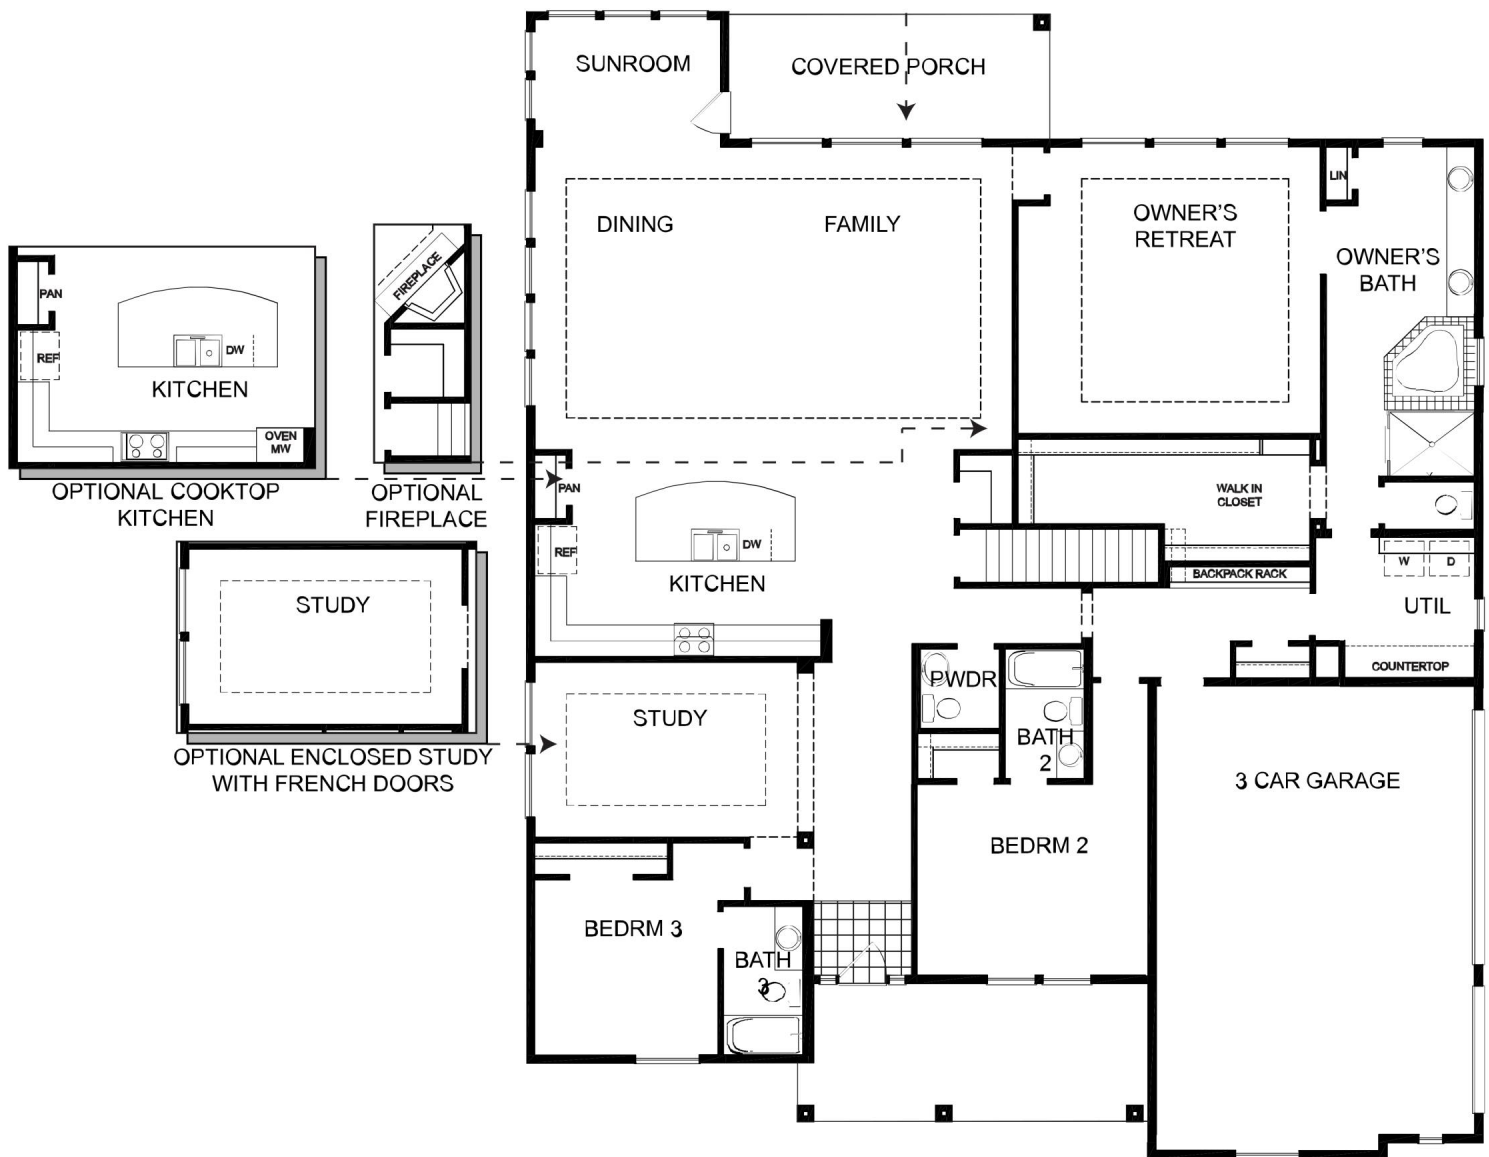 SUNROOM
COVERED PORCH
DINING
FAMILY
OWNER'S
RETREAT
LIN
OWNER'S
BATH
PAN
REF
DW
KITCHEN
OVEN
MW
OPTIONAL COOKTOP
KITCHEN
FIREPLACE
OPTIONAL
FIREPLACE
PAN
REF
DW
KITCHEN
WALK IN
CLOSET
BACKPACK RACK
W
D
UTIL
COUNTERTOP
STUDY
OPTIONAL ENCLOSED STUDY
WITH FRENCH DOORS
STUDY
PWDR
BATH
2
3 CAR GARAGE
BEDRM 2
BEDRM 3
BATH
3